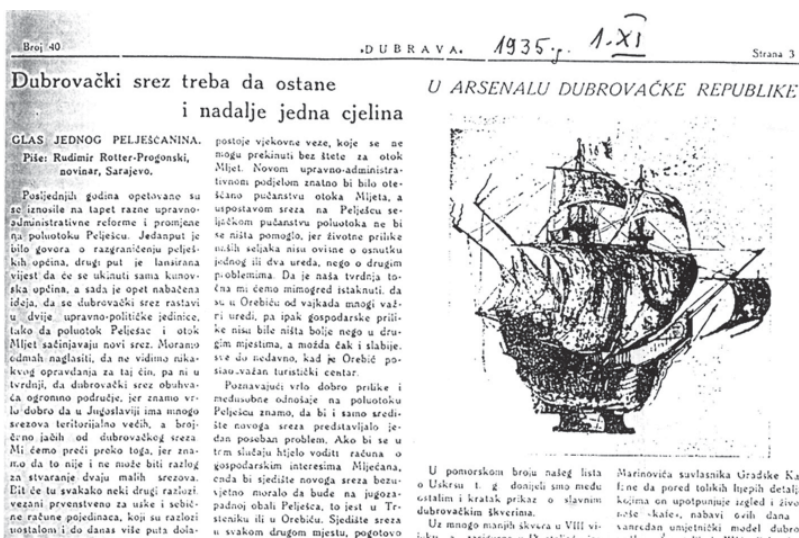 Broj 40
„DUBRAVA„
1935.g. 1.XI
Strana 3
Dubrovački srez treba da ostane
i nadalje jedna cjelina
GLAS JEDNOG PELJEŠČANINA.
Piše: Rudimir Rotter-Progonski,
novinar, Sarajevo.
Posljednjih godina opetovano su
se iznosile na tapet razne upravno-
administrativne reforme i promjene
na poluotoku Pelješcu. Jedanput je
bilo govora o razgraničenju pelješ-
kih općina, drugi put je lansirana
vijest da će se ukinuti sama kunov-
ska općina, a sada je opet nabačena
ideja, da se dubrovački srez rastavi
u dvije upravno-političke jedinice,
tako da poluotok Pelješac i otok
Mljet sačinjavaju novi srez. Moramo
odmah naglasiti, da ne vidimo nika-
kvog opravdanja za taj čin, pa ni u
tvrdnji, da dubrovački srez obuhva-
ća ogromno područje, jer znamo vr-
lo dobro da u Jugoslaviji ima mnogo
srezova teritorijalno većih, a broj-
čano jačih od dubrovačkog sreza
Mi ćemo preći preko toga, jer zna-
mo da to nije i ne može biti razlog
za stvaranje dvaju malih srezova.
Bit će tu svakako neki drugi razlozi,
vezani prvenstveno za uske i sebič-
ne račune pojedinaca, koji su razlozi
nostalom i do danas više puta dola-
postoje vjekovne veze, koje se ne
mogu prekinuti bez štete za otok
Mljet. Novom upravno-administra-
tivnom podjelom znatno bi bilo ote-
ščano pučanstvu otoka Mljeta, a
uspostavom sreza na Pelješcu se-
ljačkom pučanstvu poluotoka ne bi
se ništa pomoglo, jer životne prilike
naših seljaka nisu ovisne o osnutku
jednog ili dva ureda, nego o drugim
problemima. Da je naša tvrdnja to-
čna mi ćemo mimogred istaknuti, da
su u Orebiću od vajkada mnogi važ-
ri uredi, pa ipak gospodarske prili-
ke nisu bile ništa bolje nego u dru-
gim mjestima, a možda čak i slabije,
sve do nedavno, kad je Orebić po-
stao važan turistički centar.
Poznavajući vrlo dobro prilike i
međusobne odnošaje na poluotoku
Pelješcu znamo, da bi i samo sredi-
šte novoga sreza predstavljalo je-
dan poseban problem. Ako bi se u
tem slučaju htjelo voditi računa o
gospodarskim interesima Mljećana,
onda bi sjedište novoga sreza bezu-
vjetno moralo da bude na jugoza-
padnoj obali Pelješca, to jest u Tr-
steniku ili u Orebiću. Sjedište sreza
u svakom drugom mjestu, pogotovo
U ARSENALU DUBROVAČKE REPUBLIKE
U pomorskom broju našeg lista
o Uskrsu t. g. donijeli smo među
ostalim i kratak prikaz o slavnim
dubrovačkim škverima.
Uz mnogo manjih škvera u VIII vi-
Marinovića suvlasnika Gradske Ka-
fane da pored tolikih lijepih detalja
kojima on upotpunjuje izgled i život
naše „kafe„, nabavi ovih dana
vanredan umjetnički model dubro-